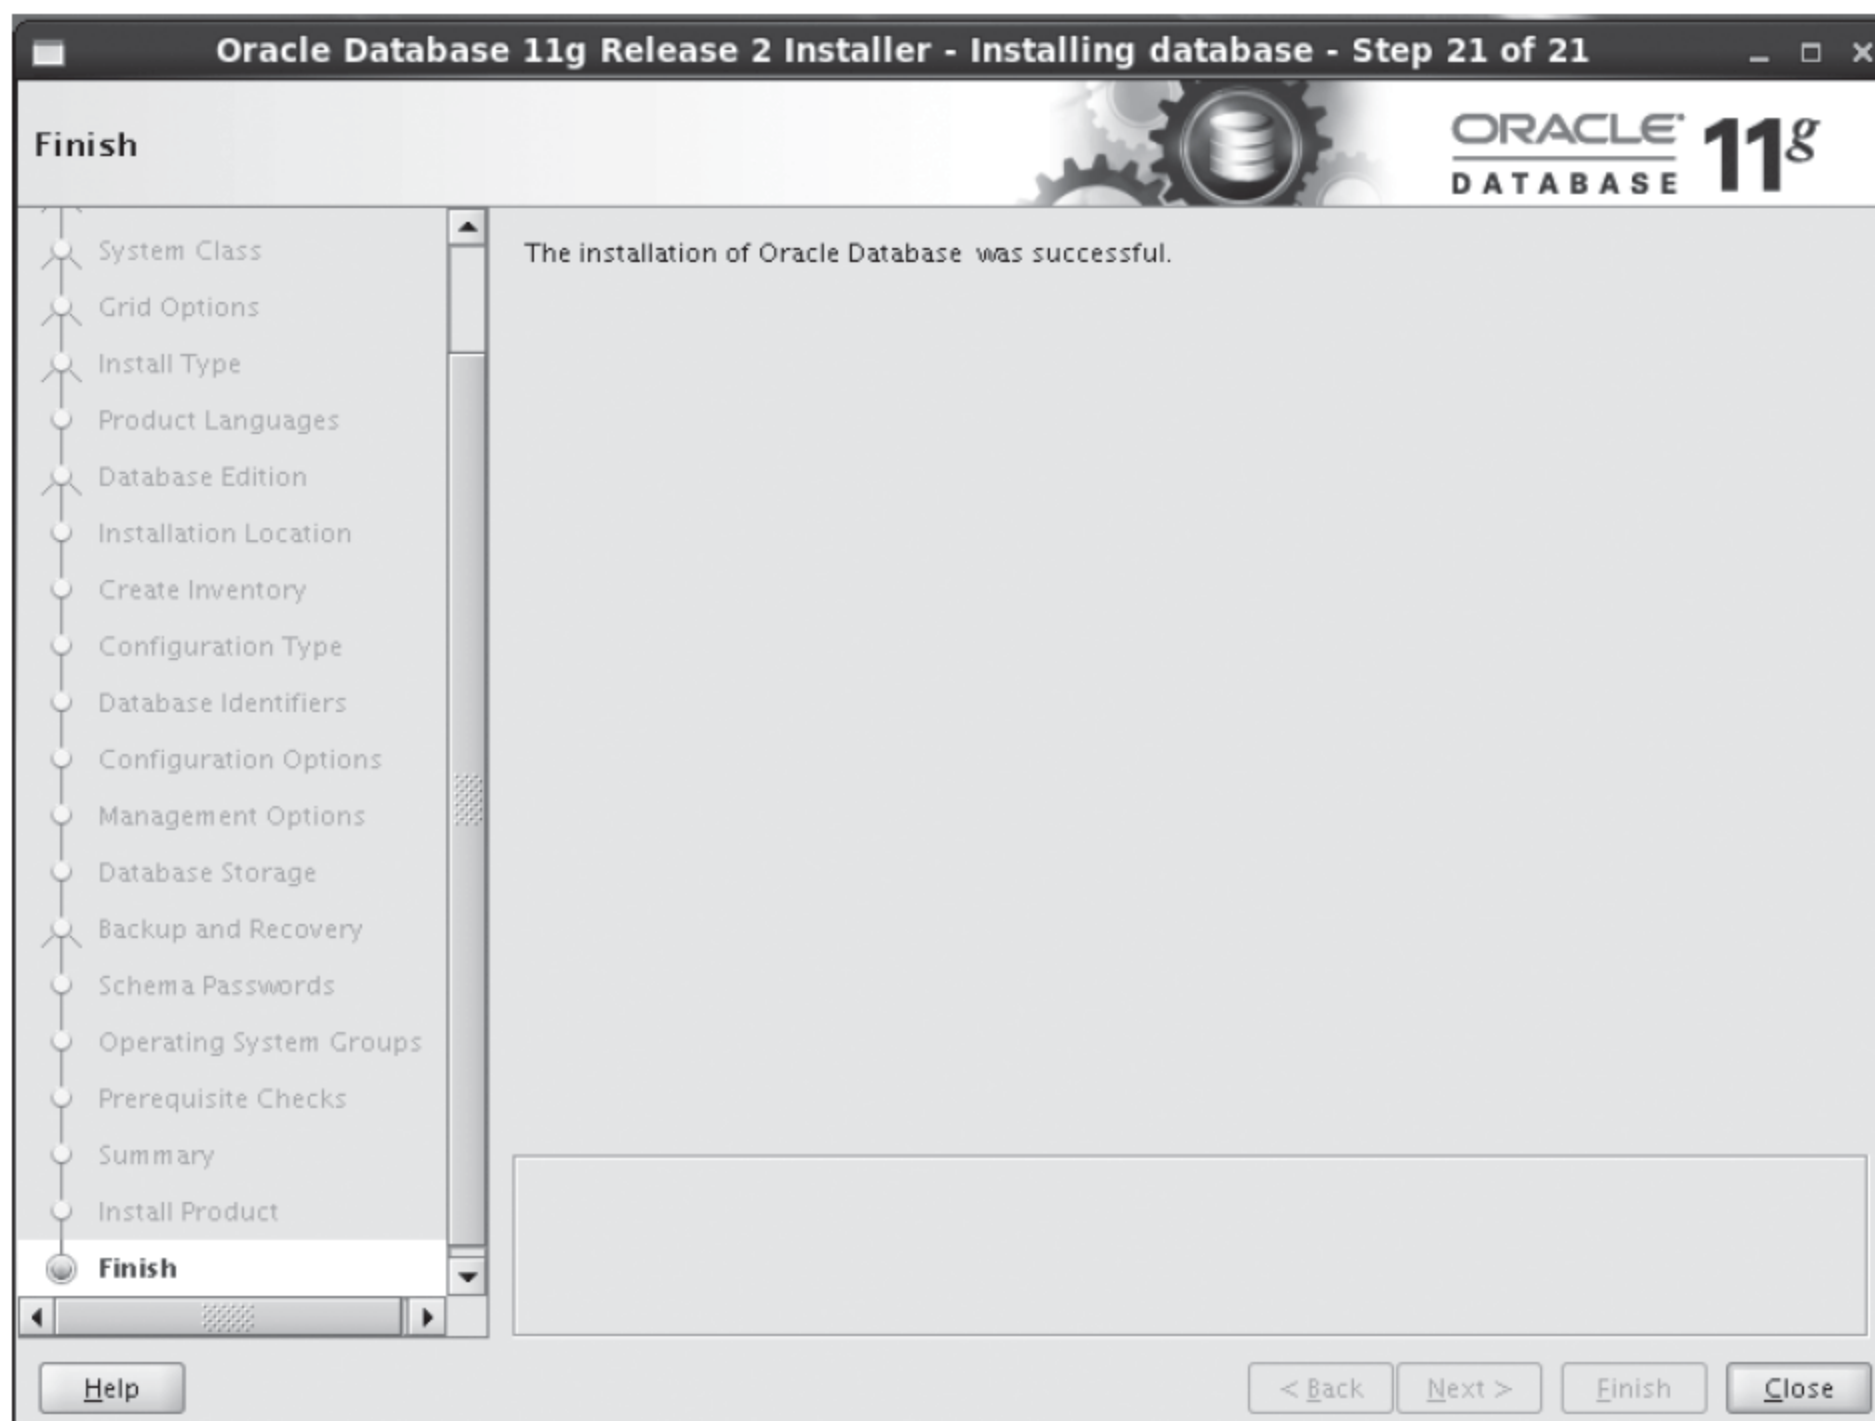 Oracle Database 11g Release 2 Installer - Installing database - Step 21 of 21
Finish
ORACLE 11g
DATABASE
System Class
Grid Options
Install Type
Product Languages
Database Edition
Installation Location
Create Inventory
Configuration Type
Database Identifiers
Configuration Options
Management Options
Database Storage
Backup and Recovery
Schema Passwords
Operating System Groups
Prerequisite Checks
Summary
Install Product
Finish
The installation of Oracle Database was successful.
Help
< Back
Next >
Finish
Close